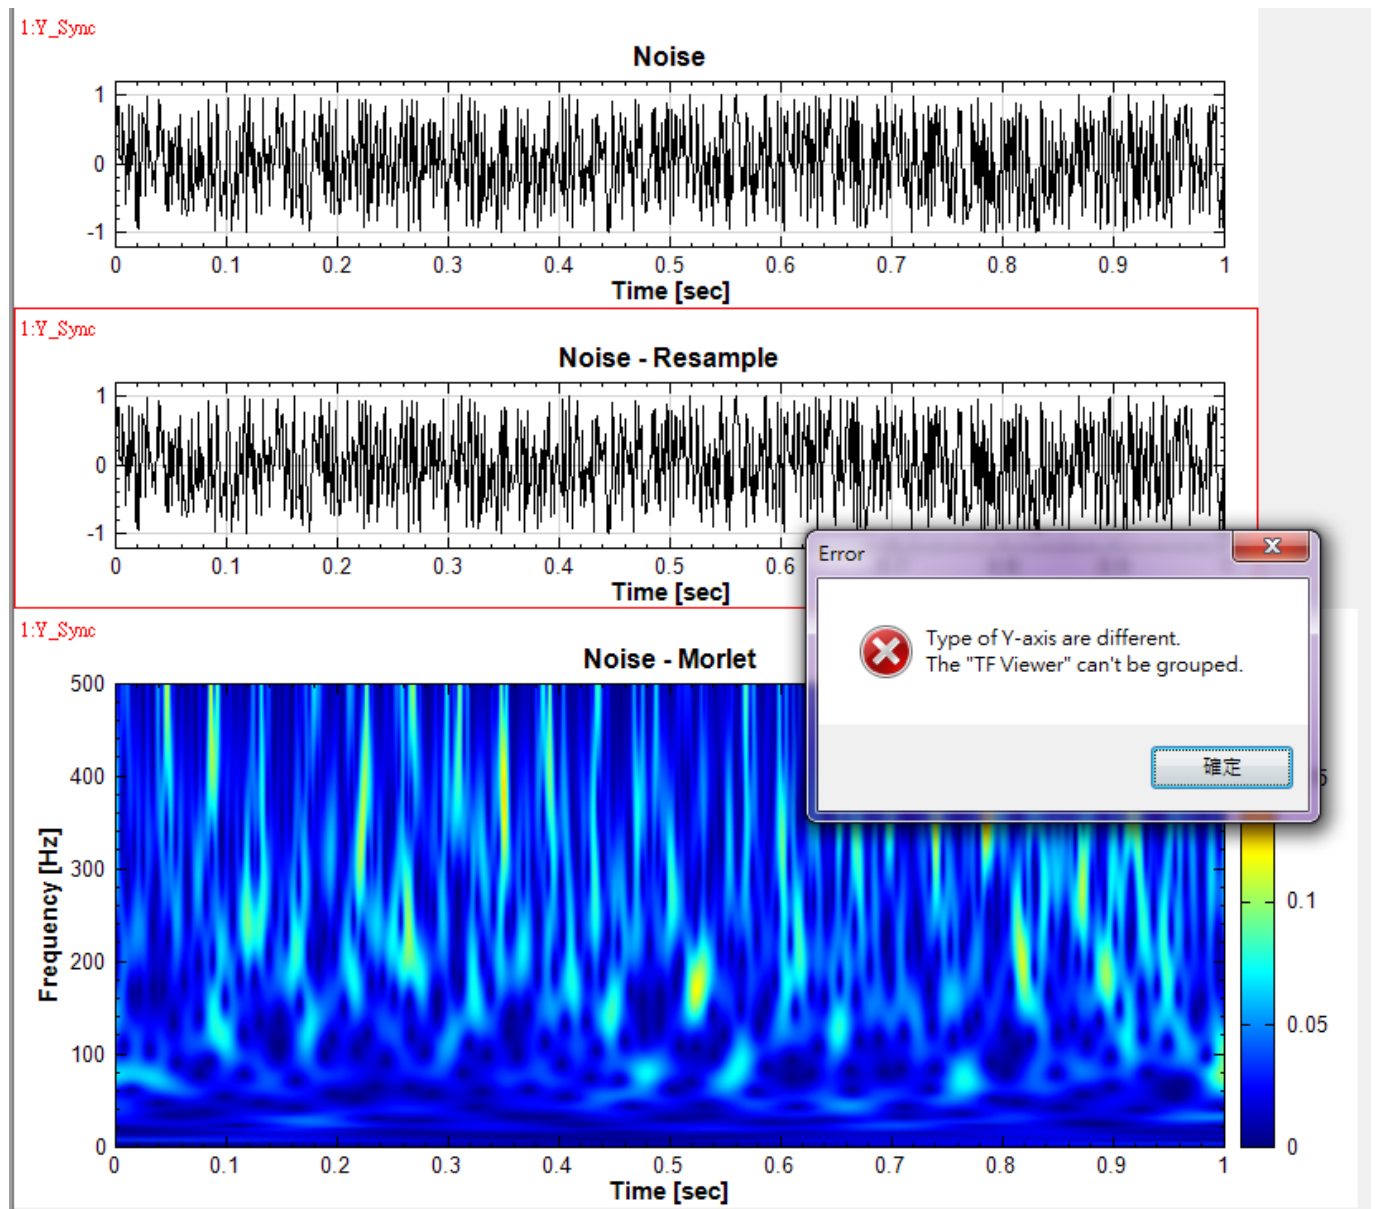 1:Y_Sync
Noise
1
0
-1
0 0.1 0.2 0.3 0.4 0.5 0.6 0.7 0.8 0.9 1
Time [sec]
1:Y_Sync
Noise - Resample
1
0
-1
0 0.1 0.2 0.3 0.4 0.5 0.6
Time [sec]
Error
Type of Y-axis are different.
The "TF Viewer" can't be grouped.
確定
1:Y_Sync
Noise - Morlet
500
400
300
200
100
0
Frequency [Hz]
0 0.1 0.2 0.3 0.4 0.5 0.6 0.7 0.8 0.9 1
Time [sec]
5
0.1
0.05
0